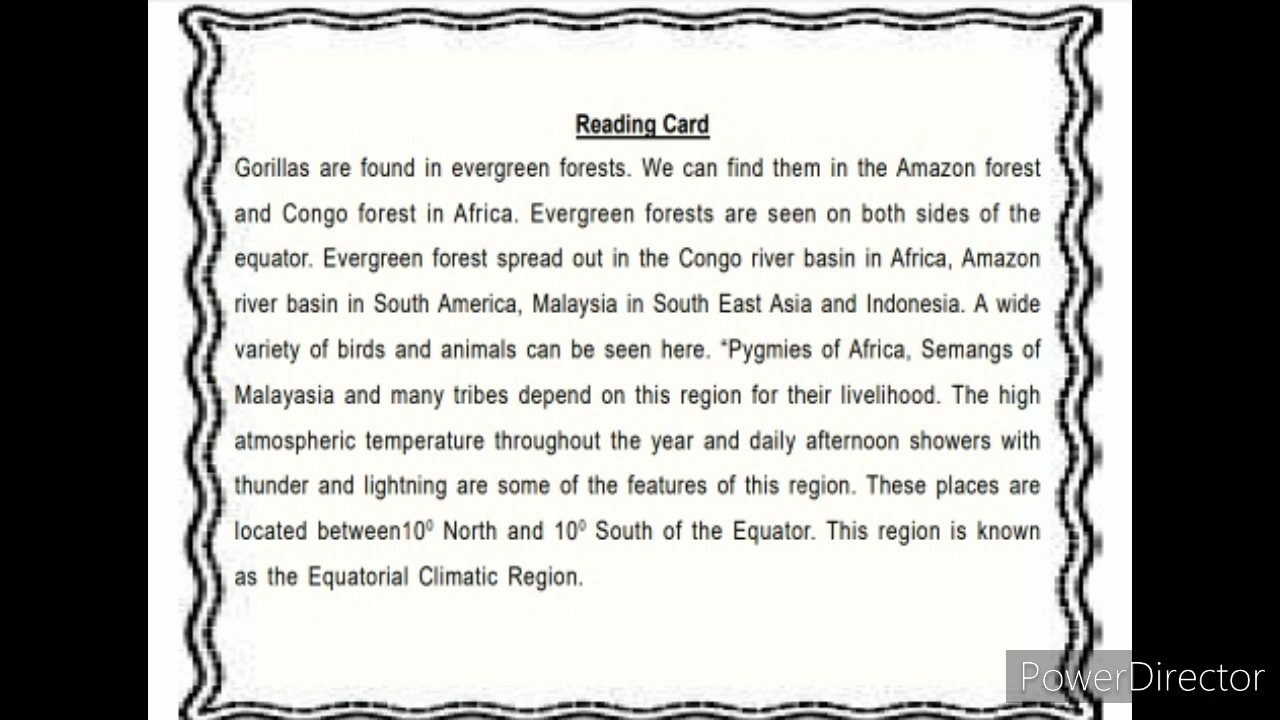 Reading Card
Gorillas are found in evergreen forests. We can find them in the Amazon forest
and Congo forest in Africa. Evergreen forests are seen on both sides of the
equator. Evergreen forest spread out in the Congo river basin in Africa, Amazon
river basin in South America, Malaysia in South East Asia and Indonesia. A wide
variety of birds and animals can be seen here. *Pygmies of Africa, Semangs of
Malayasia and many tribes depend on this region for their livelihood. The high
atmospheric temperature throughout the year and daily afternoon showers with
thunder and lightning are some of the features of this region. These places are
located between10⁰ North and 10⁰ South of the Equator. This region is known
as the Equatorial Climatic Region.
PowerDirector